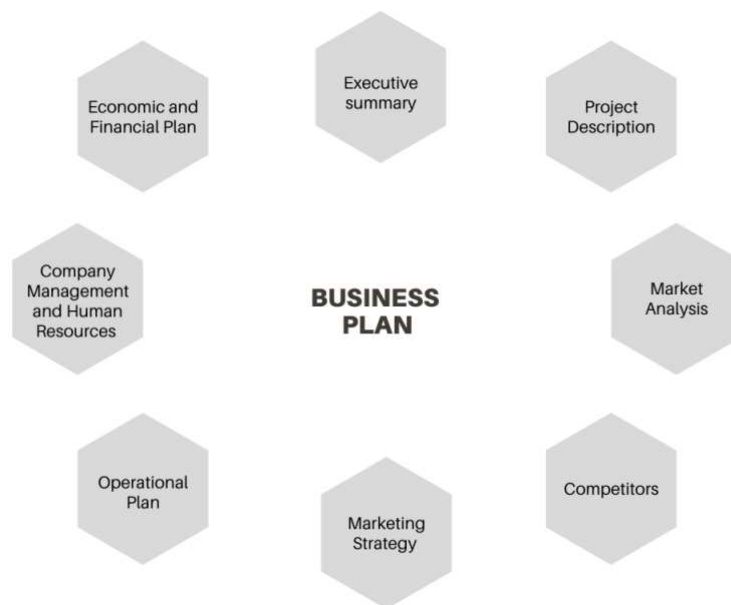 Executive
summary
Project
Description
Market
Analysis
Competitors
Marketing
Strategy
Operational
Plan
Company
Management
and Human
Resources
Economic and
Financial Plan
BUSINESS
PLAN